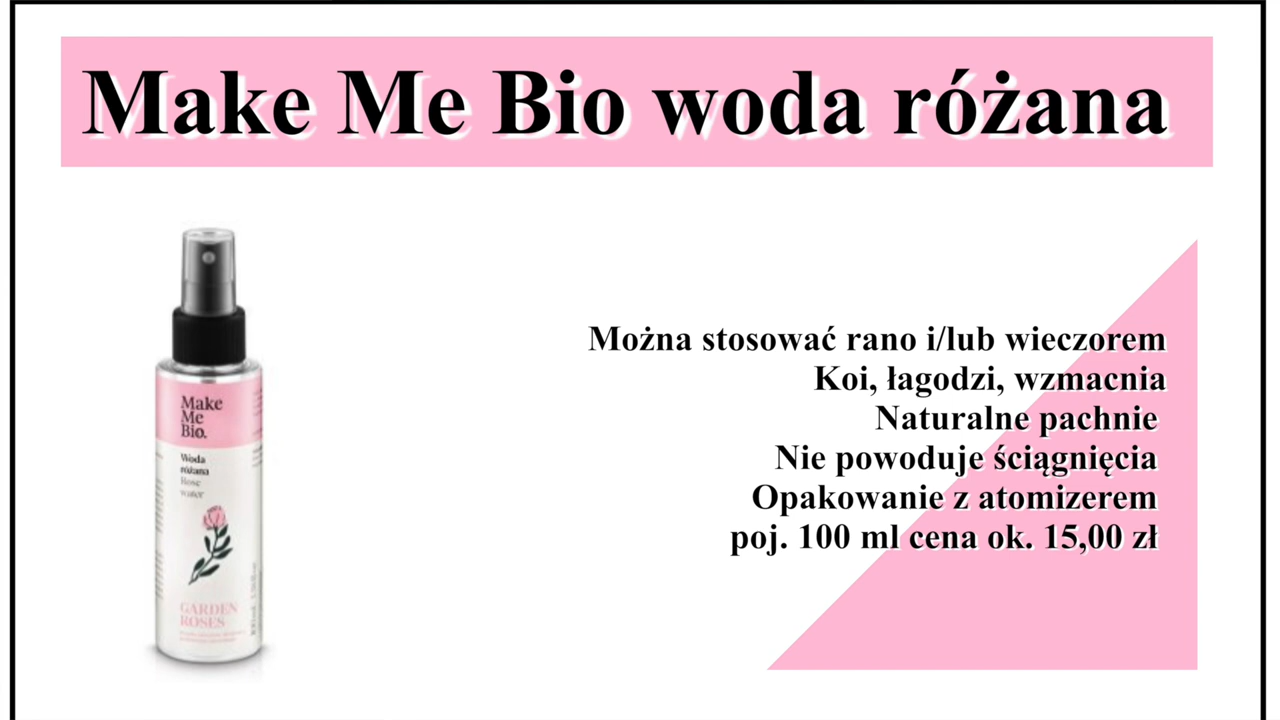 Make Me Bio woda różana
Można stosować rano i/lub wieczorem
Koi, łagodzi, wzmacnia
Naturalne pachnie
Nie powoduje ściągnięcia
Opakowanie z atomizerem
poj. 100 ml cena ok. 15,00 zł
Make
Me
Bio.
Woda
różana
Rose
water
GARDEN
ROSES